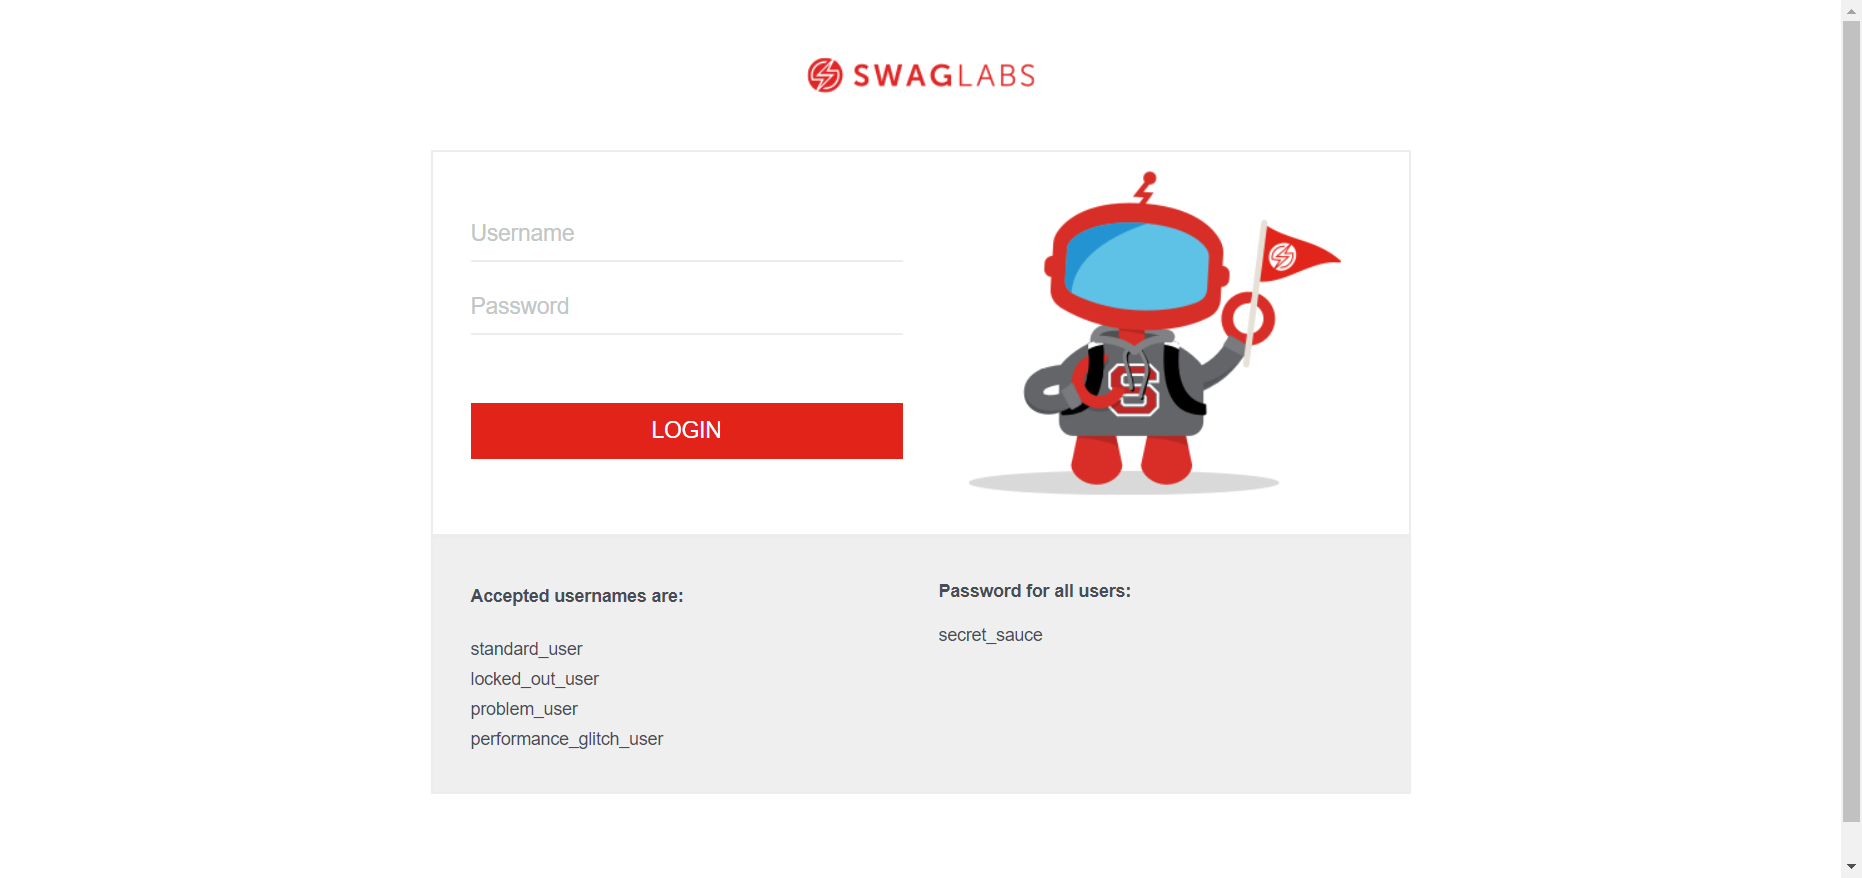 SWAGLABS
Username
Password
LOGIN
S
Accepted usernames are:
standard_user
locked_out_user
problem_user
performance_glitch_user
Password for all users:
secret_sauce